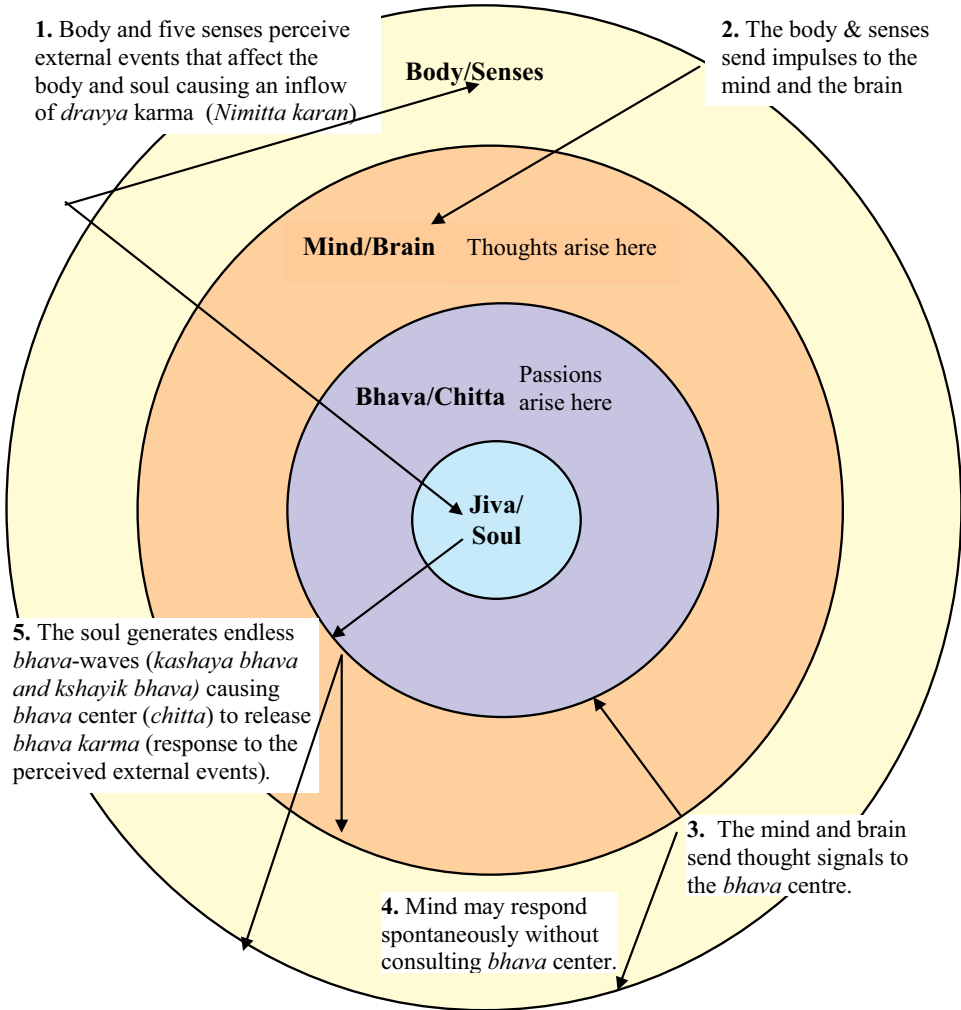 1. Body and five senses perceive
external events that affect the
body and soul causing an inflow
of dravya karma (Nimitta karan)
2. The body & senses
send impulses to the
mind and the brain
Body/Senses
Mind/Brain Thoughts arise here
Bhava/Chitta Passions
arise here
Jiva/
Soul
5. The soul generates endless
bhava-waves (kashaya bhava
and kshayik bhava) causing
bhava center (chitta) to release
bhava karma (response to the
perceived external events).
3. The mind and brain
send thought signals to
the bhava centre.
4. Mind may respond
spontaneously without
consulting bhava center.